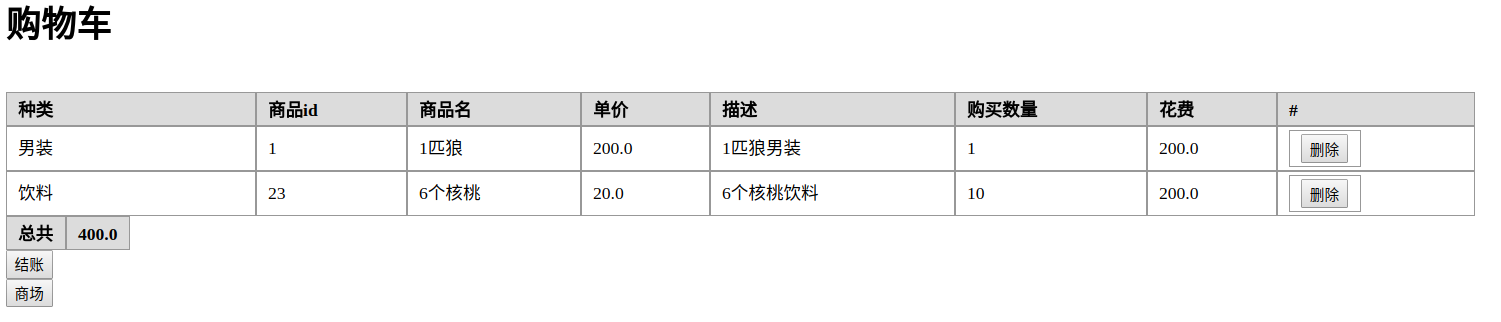 购物车
种类 商品id 商品名 单价 描述 购买数量 花费 #
男装 1 1匹狼 200.0 1匹狼男装 1 200.0 删除
饮料 23 6个核桃 20.0 6个核桃饮料 10 200.0 删除
总共 400.0
结账
商场